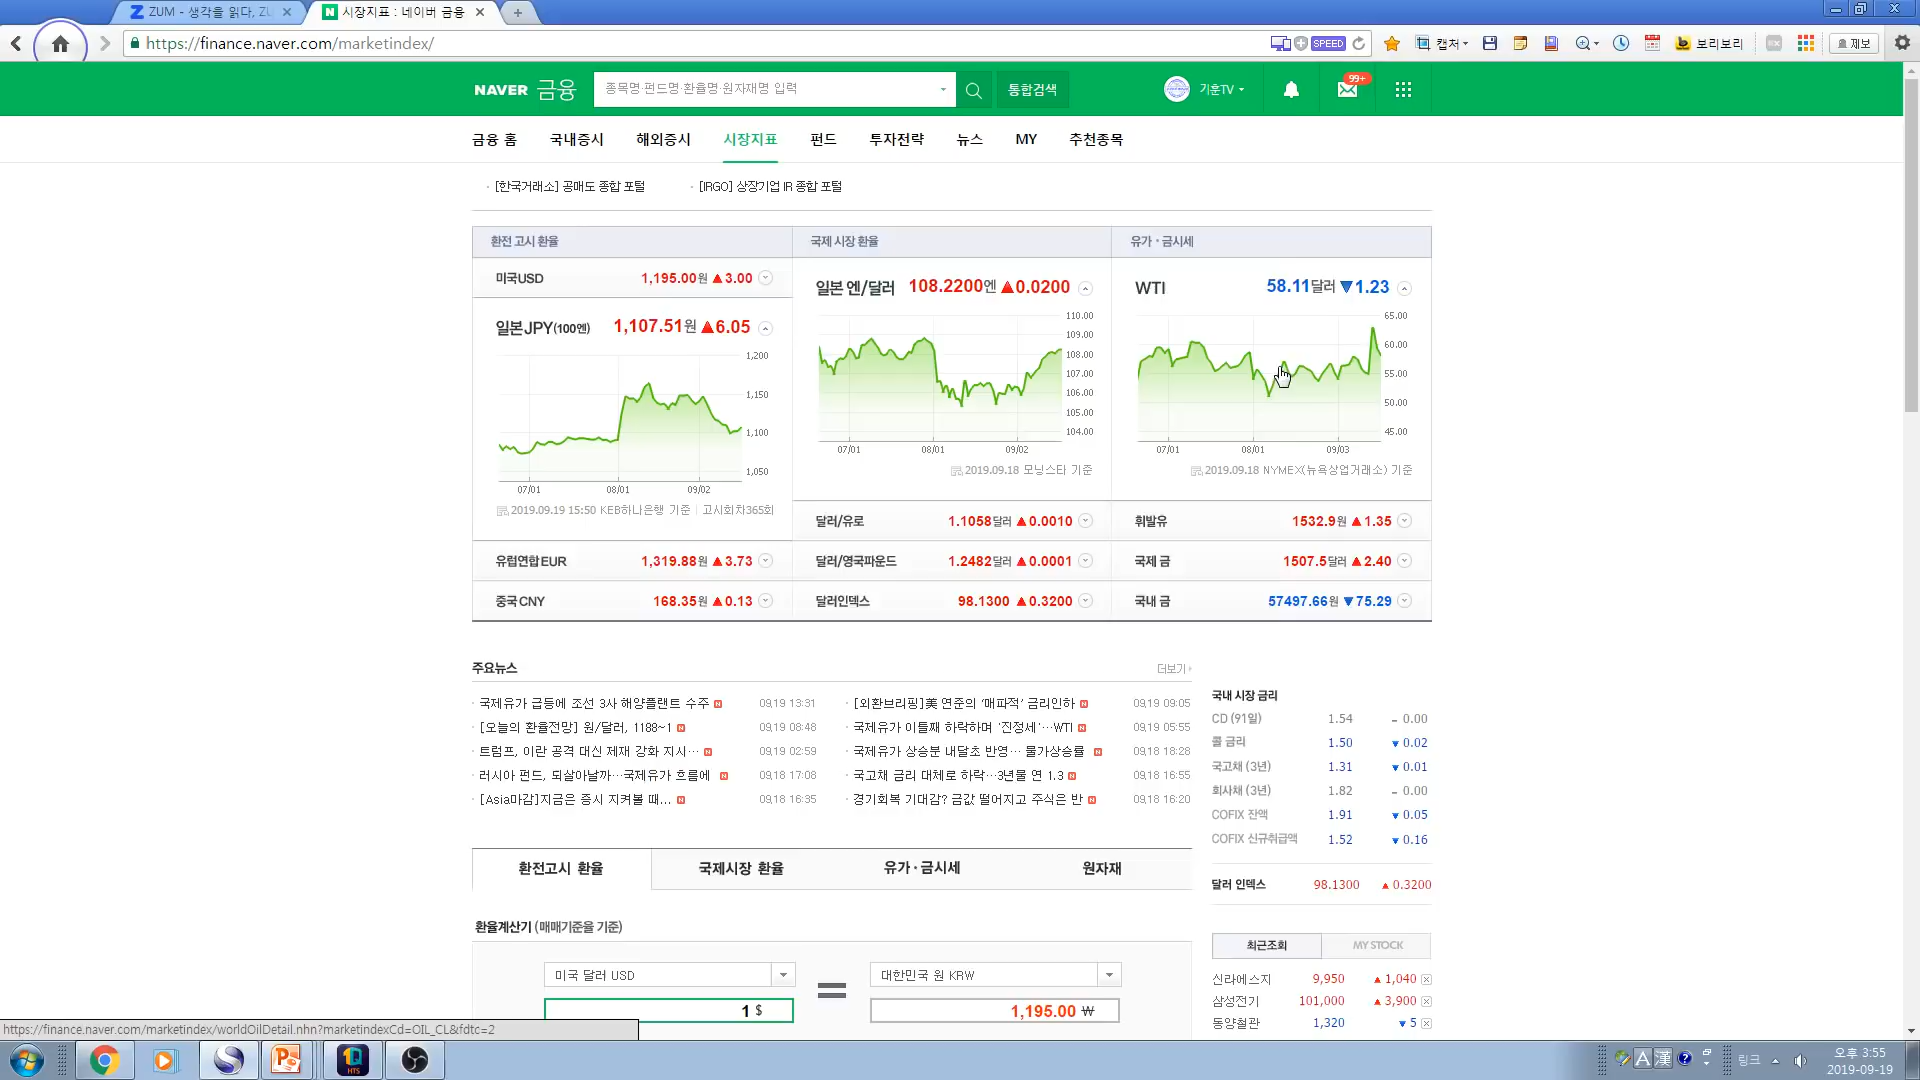 ZUM - 생각을 읽다, ZU
시장지표 : 네이버 금융
https://finance.naver.com/marketindex/
SPEED
캡처
보리보리
제보
NAVER 금융
종목명·펀드명·환율명·원자재명 입력
통합검색
기훈TV
99+
금융 홈 국내증시 해외증시 시장지표 펀드 투자전략 뉴스 MY 추천종목
[한국거래소] 공매도 종합 포털 [IRGO] 상장기업 IR 종합 포털
환전 고시 환율
미국USD 1,195.00원 ▲3.00
일본JPY(100엔) 1,107.51원 ▲6.05
1,200
1,150
1,100
1,050
07/01 08/01 09/02
2019.09.19 15:50 KEB하나은행 기준 | 고시회차365회
유럽연합EUR 1,319.88원 ▲3.73
중국CNY 168.35원 ▲0.13
국제 시장 환율
일본 엔/달러 108.2200엔 ▲0.0200
110.00
109.00
108.00
107.00
106.00
105.00
104.00
07/01 08/01 09/02
2019.09.18 모닝스타 기준
달러/유로 1.1058달러 ▲0.0010
달러/영국파운드 1.2482달러 ▲0.0001
달러인덱스 98.1300 ▲0.3200
유가·금시세
WTI 58.11달러 ▼1.23
65.00
60.00
55.00
50.00
45.00
07/01 08/01 09/03
2019.09.18 NYMEX(뉴욕상업거래소) 기준
휘발유 1532.9원 ▲1.35
국제 금 1507.5달러 ▲2.40
국내 금 57497.66원 ▼75.29
주요뉴스 더보기
국제유가 급등에 조선 3사 해양플랜트 수주 09.19 13:31
[오늘의 환율전망] 원/달러, 1188~1 09.19 08:48
트럼프, 이란 공격 대신 제재 강화 지시… 09.19 02:59
러시아 펀드, 되살아날까…국제유가 흐름에 09.18 17:08
[Asia마감]지금은 증시 지켜볼 때... 09.18 16:35
[외환브리핑]美 연준의 '매파적' 금리인하 09.19 09:05
국제유가 이틀째 하락하며 '진정세'…WTI 09.19 05:55
국제유가 상승분 내달초 반영… 물가상승률 09.18 18:28
국고채 금리 대체로 하락…3년물 연 1.3 09.18 16:55
경기회복 기대감? 금값 떨어지고 주식은 반 09.18 16:20
국내 시장 금리
CD (91일) 1.54 - 0.00
콜 금리 1.50 ▼0.02
국고채 (3년) 1.31 ▼0.01
회사채 (3년) 1.82 - 0.00
COFIX 잔액 1.91 ▼0.05
COFIX 신규취급액 1.52 ▼0.16
달러 인덱스 98.1300 ▲0.3200
최근조회 MY STOCK
신라에스지 9,950 ▲1,040
삼성전기 101,000 ▲3,900
동양철관 1,320 ▼5
환전고시 환율 국제시장 환율 유가·금시세 원자재
환율계산기 (매매기준율 기준)
미국 달러 USD = 대한민국 원 KRW
1 $ 1,195.00 ₩
https://finance.naver.com/marketindex/worldOilDetail.nhn?marketindexCd=OIL_CL&fdtc=2
HTS
A 漢
링크
오후 3:55
2019-09-19